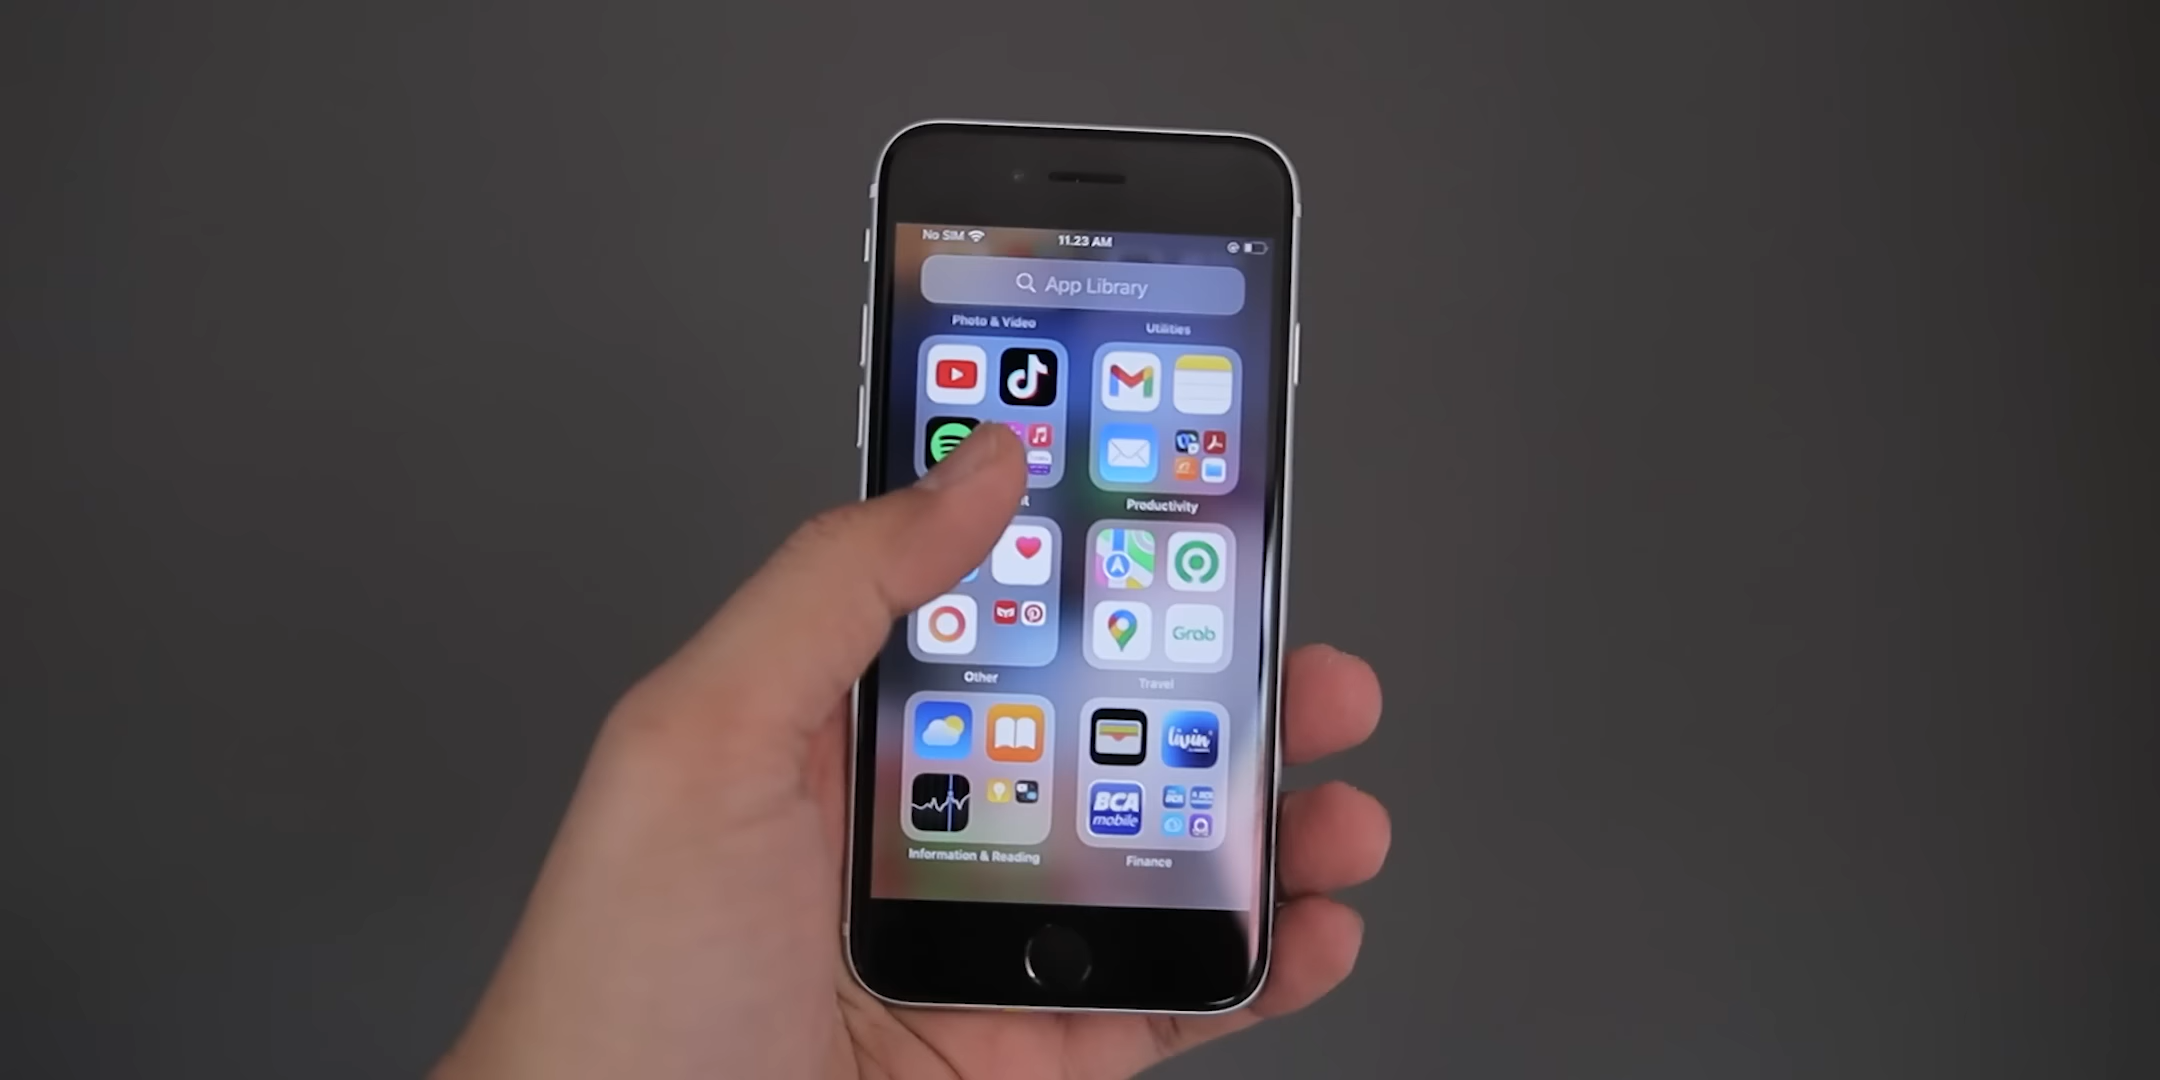 No SIM 11.23 AM
App Library
Photo & Video Utilities
Productivity
Grab
Other Travel
livin'
BCA
mobile
Information & Reading Finance